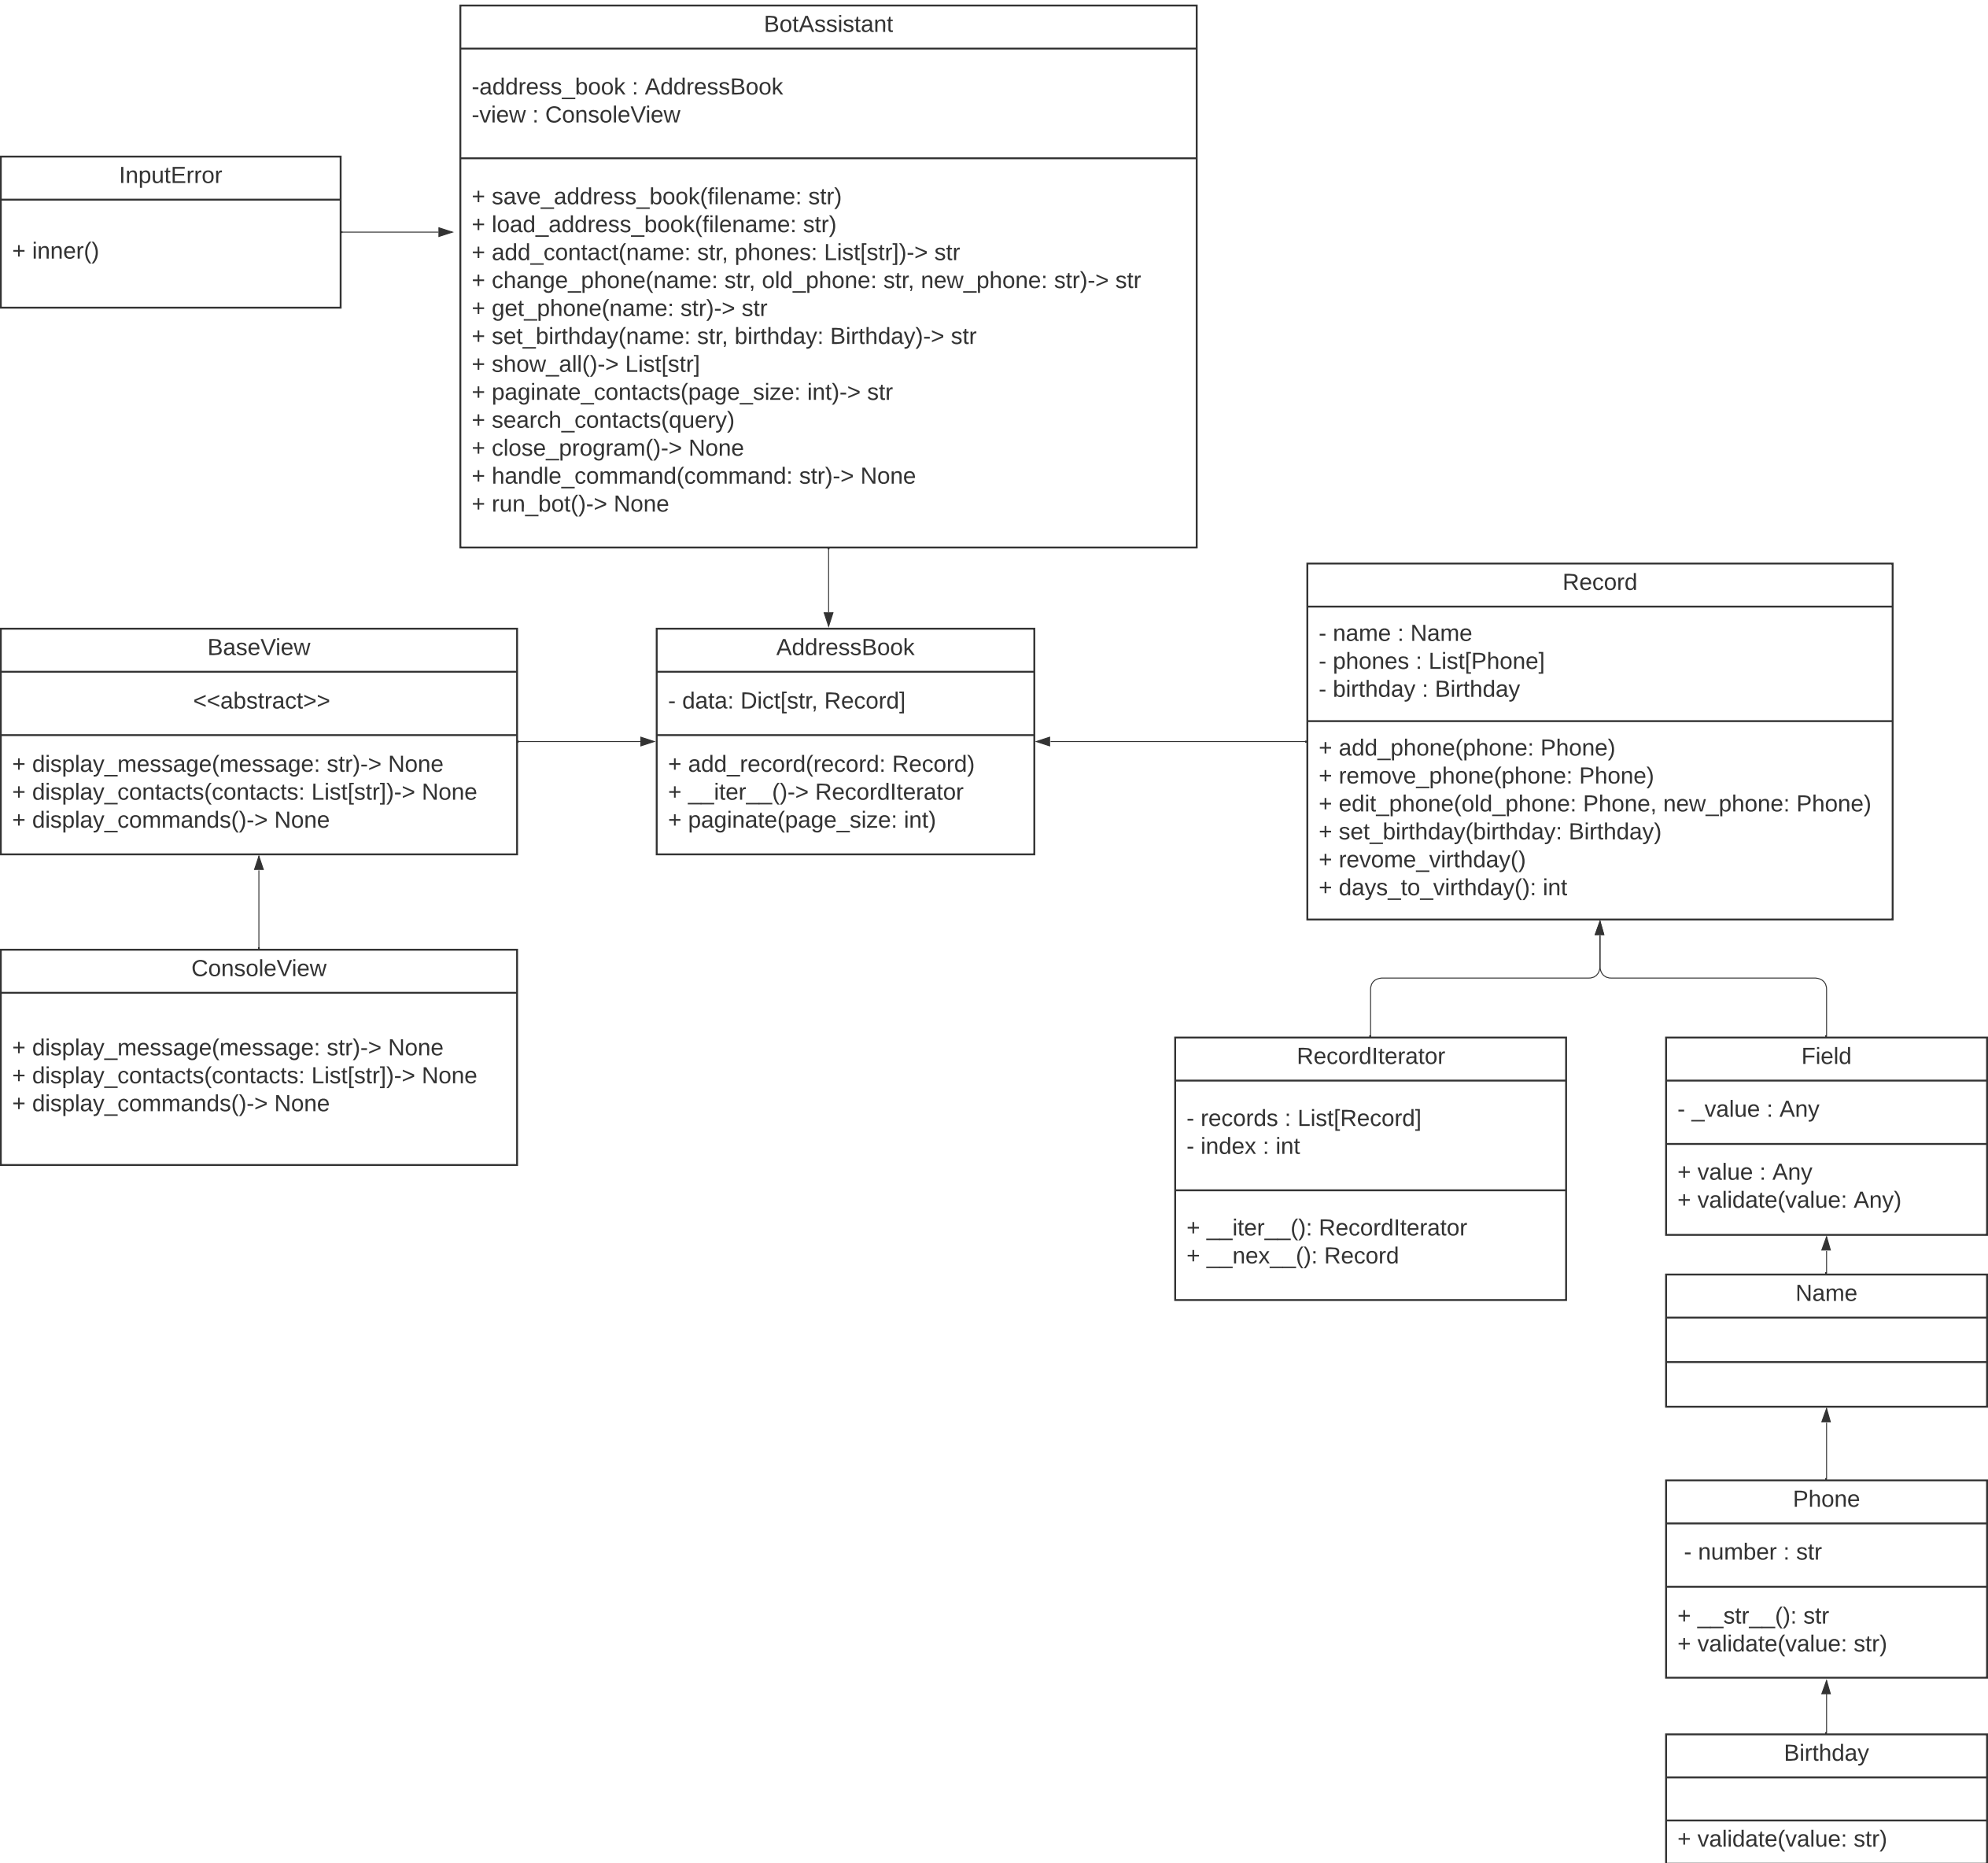 BotAssistant
-address_book : AddressBook
-view : ConsoleView
+ save_address_book(filename: str)
+ load_address_book(filename: str)
+ add_contact(name: str, phones: List[str])-> str
+ change_phone(name: str, old_phone: str, new_phone: str)-> str
+ get_phone(name: str)-> str
+ set_birthday(name: str, birthday: Birthday)-> str
+ show_all()-> List[str]
+ paginate_contacts(page_size: int)-> str
+ search_contacts(query)
+ close_program()-> None
+ handle_command(command: str)-> None
+ run_bot()-> None
InputError
+ inner()
BaseView
<<abstract>>
+ display_message(message: str)-> None
+ display_contacts(contacts: List[str])-> None
+ display_commands()-> None
AddressBook
- data: Dict[str, Record]
+ add_record(record: Record)
+ __iter__()-> RecordIterator
+ paginate(page_size: int)
Record
- name : Name
- phones : List[Phone]
- birthday : Birthday
+ add_phone(phone: Phone)
+ remove_phone(phone: Phone)
+ edit_phone(old_phone: Phone, new_phone: Phone)
+ set_birthday(birthday: Birthday)
+ revome_virthday()
+ days_to_virthday(): int
ConsoleView
+ display_message(message: str)-> None
+ display_contacts(contacts: List[str])-> None
+ display_commands()-> None
RecordIterator
- records : List[Record]
- index : int
+ __iter__(): RecordIterator
+ __nex__(): Record
Field
- _value : Any
+ value : Any
+ validate(value: Any)
Name
Phone
- number : str
+ __str__(): str
+ validate(value: str)
Birthday
+ validate(value: str)